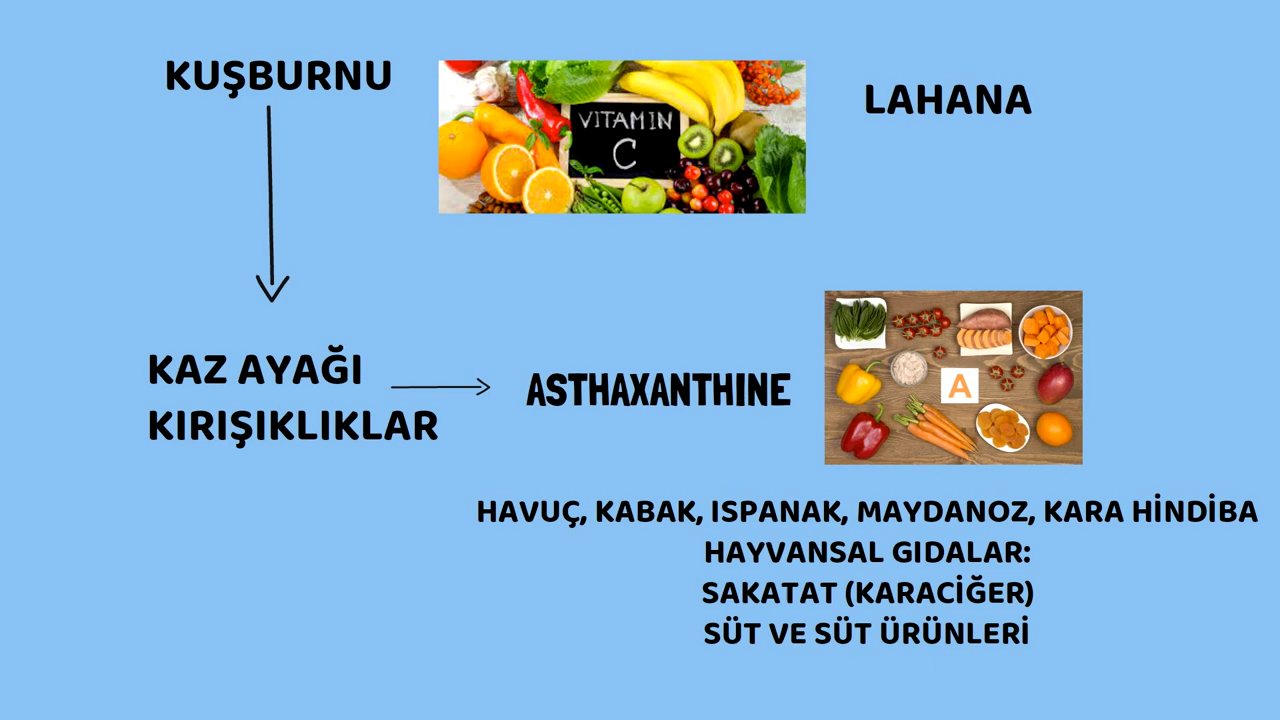 KUŞBURNU
VITAMIN
C
LAHANA
KAZ AYAĞI
KIRIŞIKLIKLAR
ASTHAXANTHINE
A
HAVUÇ, KABAK, ISPANAK, MAYDANOZ, KARA HİNDİBA
HAYVANSAL GIDALAR:
SAKATAT (KARACİĞER)
SÜT VE SÜT ÜRÜNLERİ